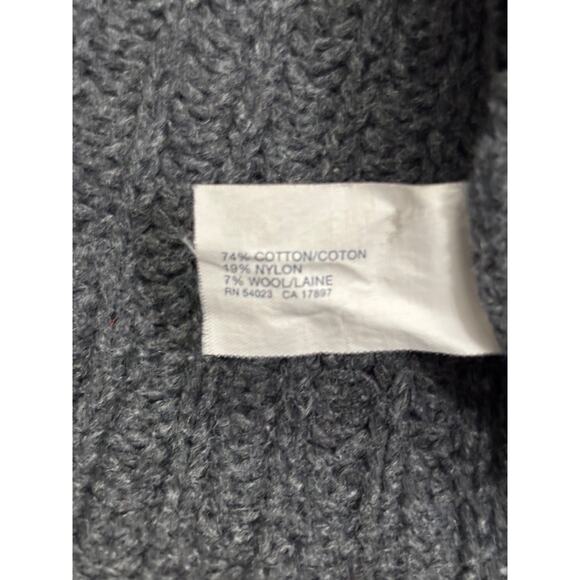 74% COTTON/COTON
19% NYLON
7% WOOL/LAINE
RN 54023 CA 17897